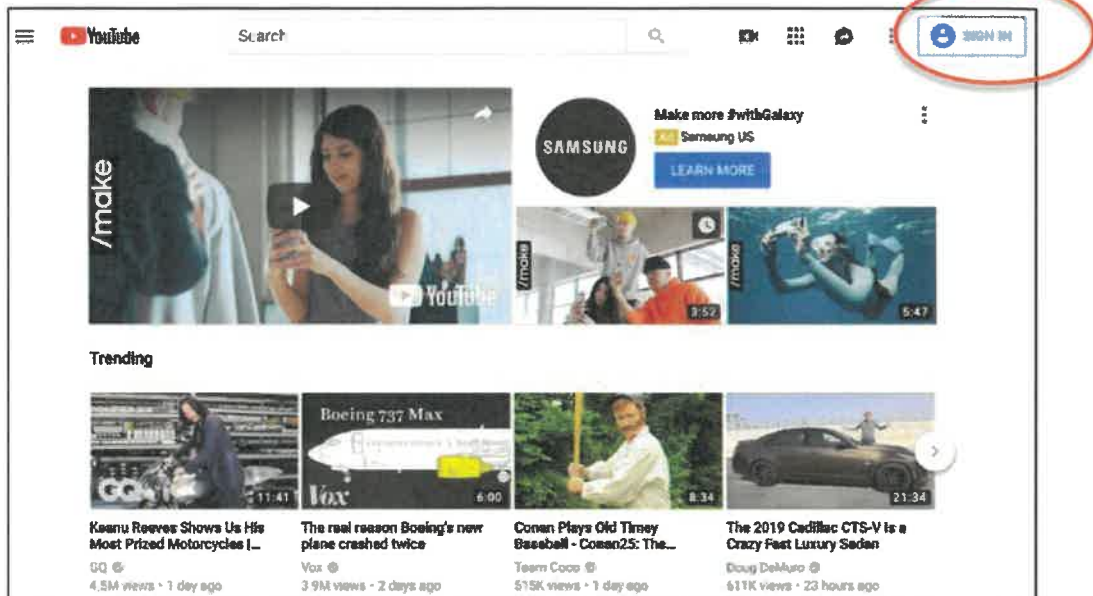 YouTube
Search
SIGN IN
/make
YouTube
SAMSUNG
Make more #withGalaxy
Ad Samsung US
LEARN MORE
/make
3:52
/make
5:47
Trending
GQ
11:41
Boeing 737 Max
Vox
6:00
8:34
21:34
Keanu Reeves Shows Us His
Most Prized Motorcycles |...
GQ
4.5M views • 1 day ago
The real reason Boeing's new
plane crashed twice
Vox
3.9M views • 2 days ago
Conan Plays Old Timey
Baseball - Conan25: The...
Team Coco
515K views • 1 day ago
The 2019 Cadillac CTS-V Is a
Crazy Fast Luxury Sedan
Doug DeMuro
611K views • 23 hours ago